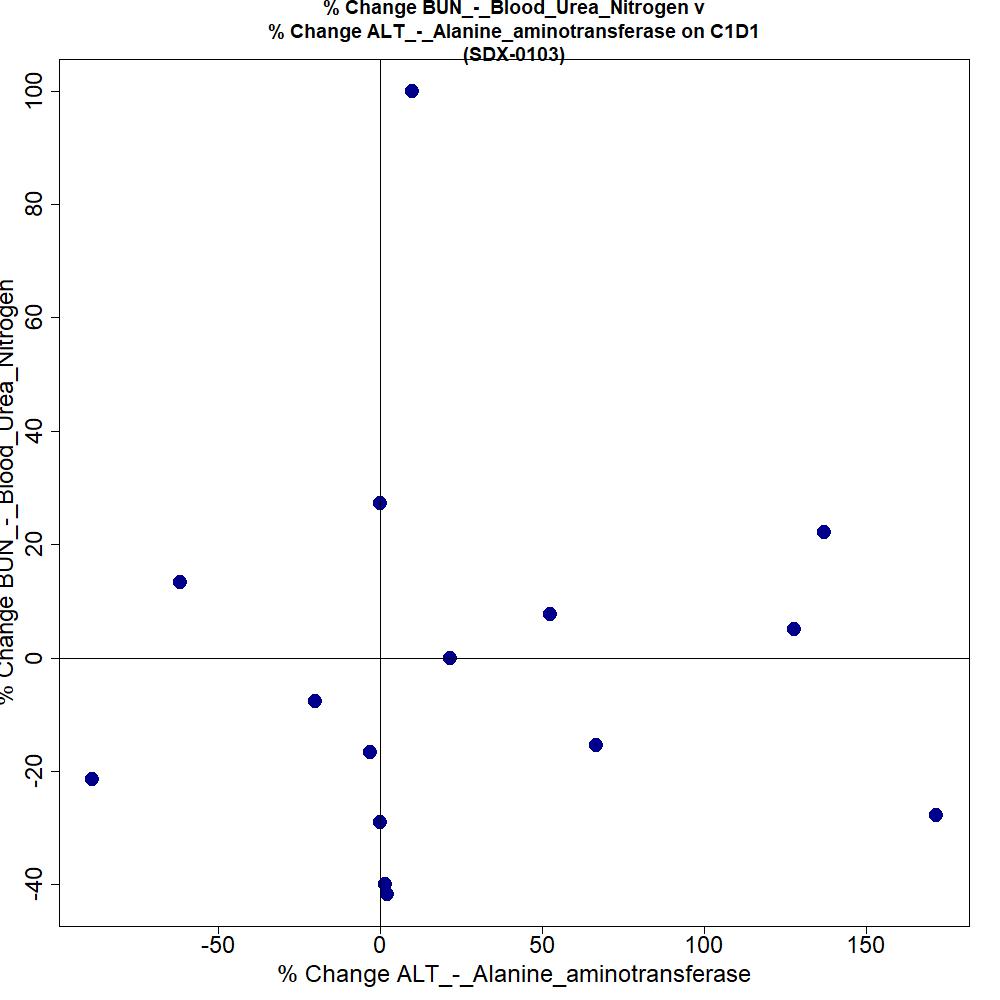 % Change BUN_-_Blood_Urea_Nitrogen v
% Change ALT_-_Alanine_aminotransferase on C1D1
(SDX-0103)
% Change BUN_-_Blood_Urea_Nitrogen
100
80
60
40
20
0
-20
-40
-50
0
50
100
150
% Change ALT_-_Alanine_aminotransferase